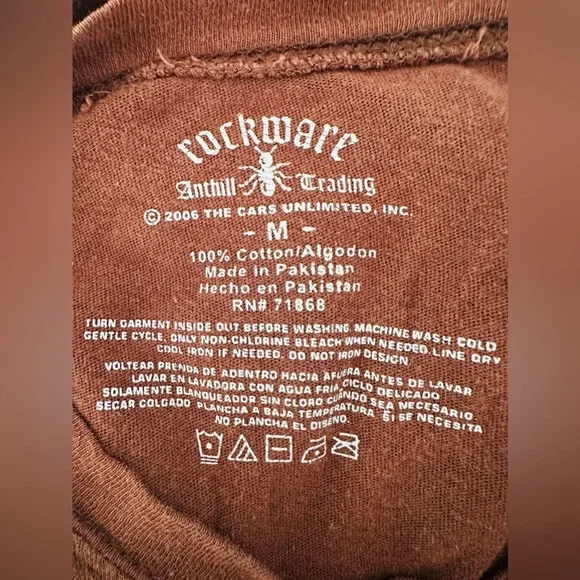 rockware
Anthill Trading
© 2006 THE CARS UNLIMITED, INC.
- M -
100% Cotton/Algodon
Made in Pakistan
Hecho en Pakistan
RN# 71868
TURN GARMENT INSIDE OUT BEFORE WASHING. MACHINE WASH COLD
GENTLE CYCLE. ONLY NON-CHLORINE BLEACH WHEN NEEDED. LINE DRY
COOL IRON IF NEEDED. DO NOT IRON DESIGN
VOLTEAR PRENDA DE ADENTRO HACIA AFUERA ANTES DE LAVAR
LAVAR EN LAVADORA CON AGUA FRIA, CICLO DELICADO
SOLAMENTE BLANQUEADOR SIN CLORO CUANDO SEA NECESARIO
SECAR COLGADO. PLANCHA A BAJA TEMPERATURA SI SE NECESITA
NO PLANCHA EL DISENO.